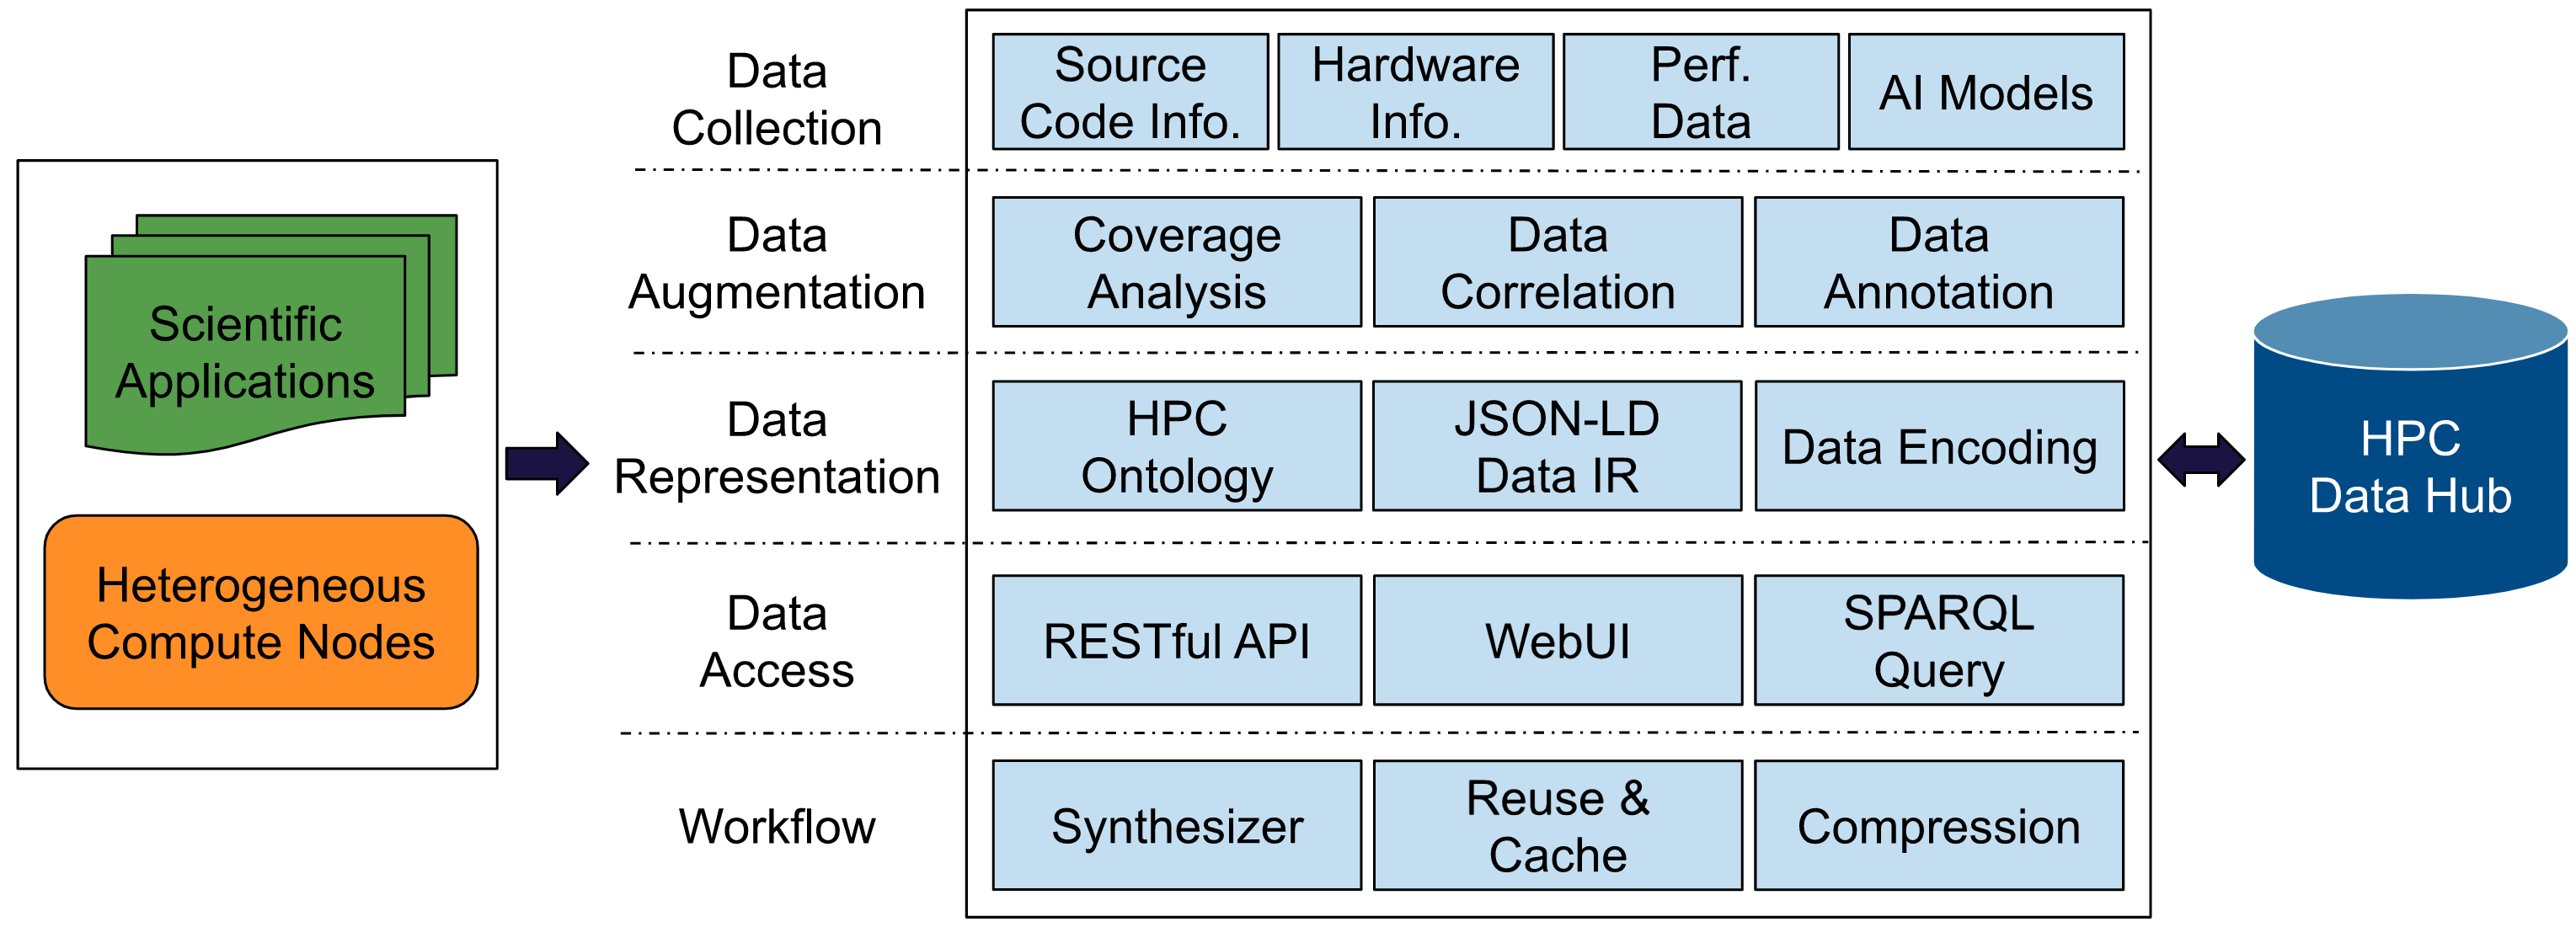 Scientific
Applications
Heterogeneous
Compute Nodes
Data
Collection
Source
Code Info.
Hardware
Info.
Perf.
Data
AI Models
Data
Augmentation
Coverage
Analysis
Data
Correlation
Data
Annotation
Data
Representation
HPC
Ontology
JSON-LD
Data IR
Data Encoding
Data
Access
RESTful API
WebUI
SPARQL
Query
Workflow
Synthesizer
Reuse &
Cache
Compression
HPC
Data Hub